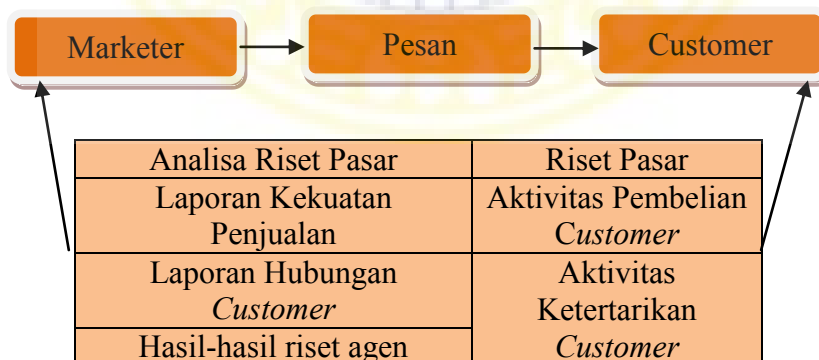 Marketer
Pesan
Customer
Analisa Riset Pasar
Riset Pasar
Laporan Kekuatan
Penjualan
Aktivitas Pembelian
Customer
Laporan Hubungan
Customer
Aktivitas
Ketertarikan
Customer
Hasil-hasil riset agen